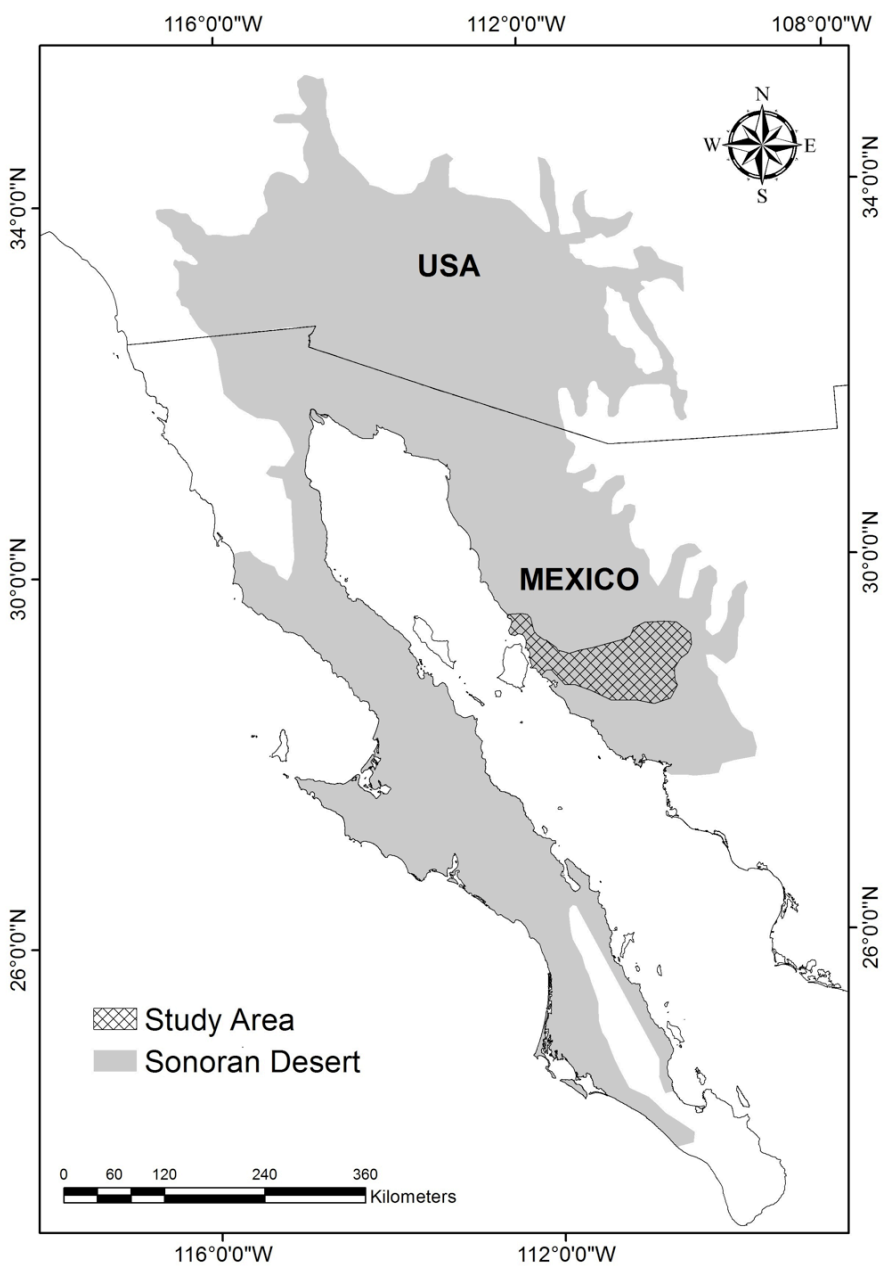 116°0'0"W 112°0'0"W 108°0'0"W
N
W E
S
34°0'0"N 34°0'0"N
USA
30°0'0"N 30°0'0"N
MEXICO
26°0'0"N 26°0'0"N
Study Area
Sonoran Desert
0 60 120 240 360
Kilometers
116°0'0"W 112°0'0"W